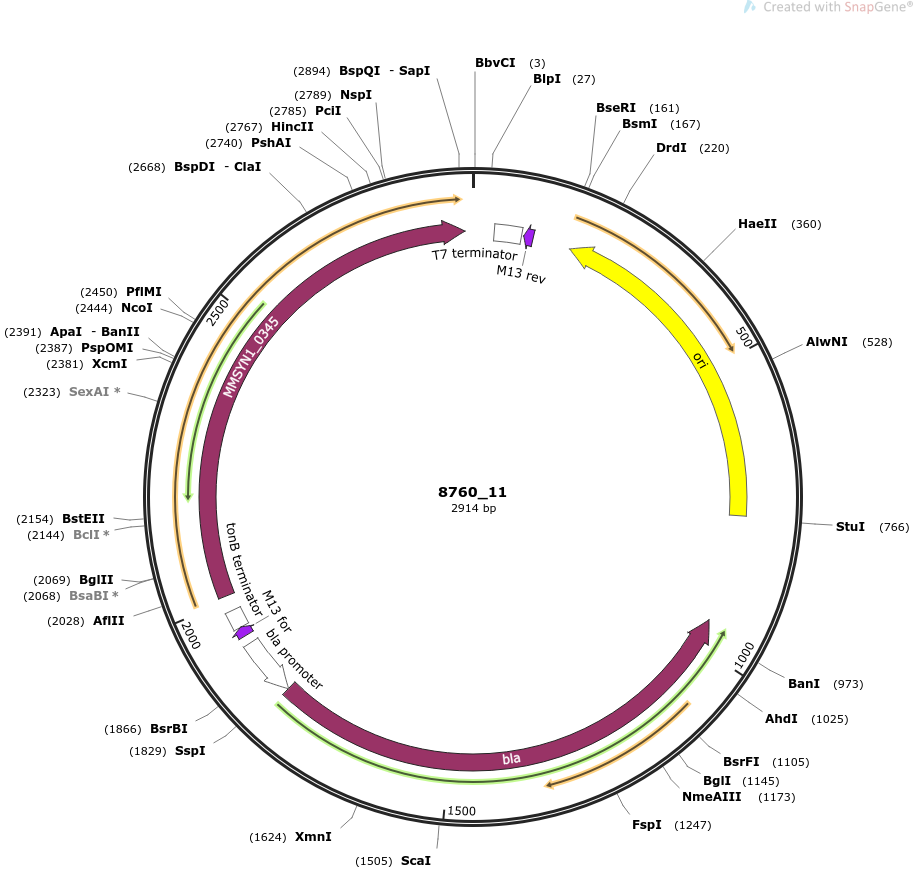 Created with SnapGene®
(2894) BspQI - SapI
BbvCI (3)
BlpI (27)
(2789) NspI
(2785) PciI
(2767) HincII
(2740) PshAI
(2668) BspDI - ClaI
BseRI (161)
BsmI (167)
DrdI (220)
HaeII (360)
AlwNI (528)
StuI (766)
BanI (973)
AhdI (1025)
BsrFI (1105)
BglI (1145)
NmeAIII (1173)
FspI (1247)
(1505) ScaI
(1624) XmnI
(1829) SspI
(1866) BsrBI
(2028) AflII
(2068) BsaBI *
(2069) BglII
(2144) BclI *
(2154) BstEII
(2323) SexAI *
(2381) XcmI
(2387) PspOMI
(2391) ApaI - BanII
(2444) NcoI
(2450) PflMI
T7 terminator
M13 rev
ori
500
1000
1500
2000
2500
MMSYN1_0345
tonB terminator
M13 for
bla promoter
bla
8760_11
2914 bp